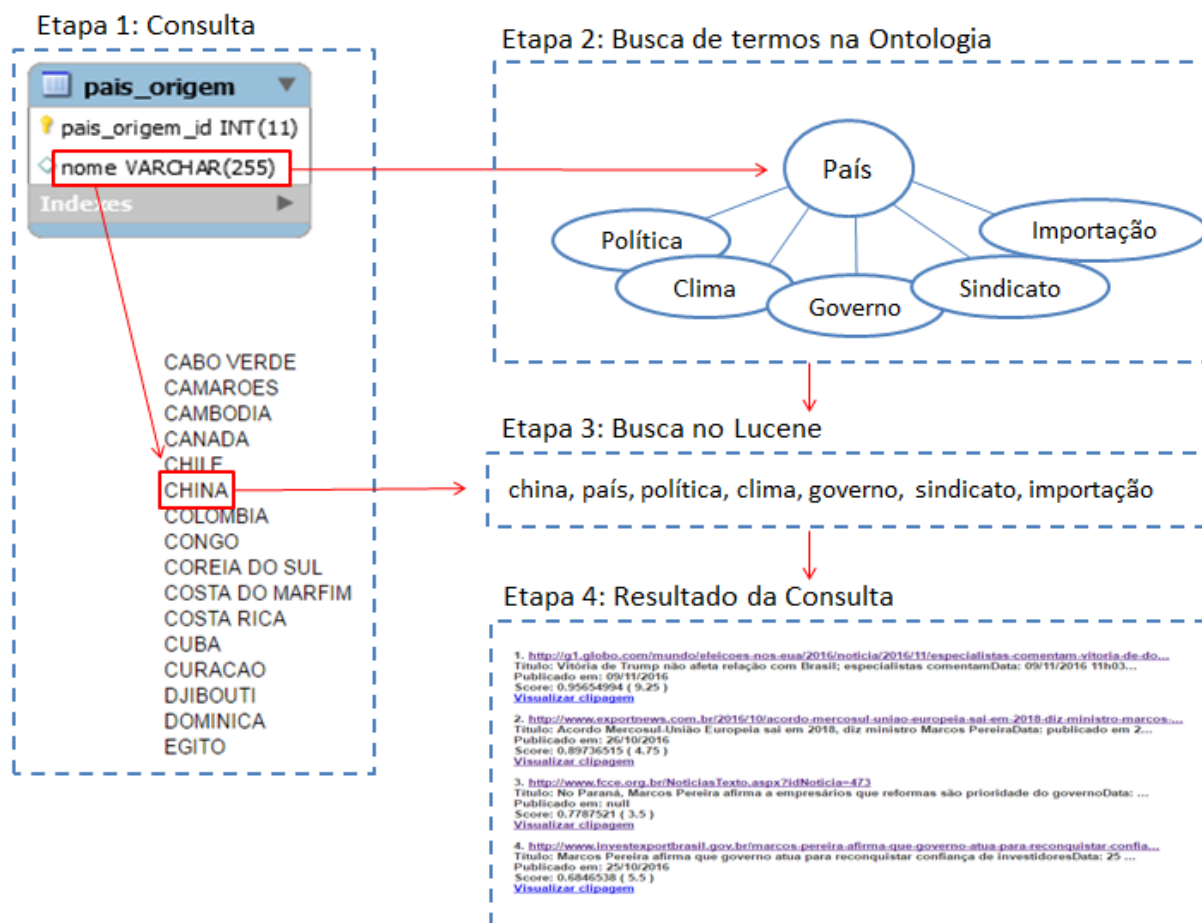 Etapa 1: Consulta
pais_origem
pais_origem_id INT(11)
nome VARCHAR(255)
Indexes
CABO VERDE
CAMAROES
CAMBODIA
CANADA
CHILE
CHINA
COLOMBIA
CONGO
COREIA DO SUL
COSTA DO MARFIM
COSTA RICA
CUBA
CURACAO
DJIBOUTI
DOMINICA
EGITO
Etapa 2: Busca de termos na Ontologia
País
Política
Clima
Governo
Sindicato
Importação
Etapa 3: Busca no Lucene
china, país, política, clima, governo, sindicato, importação
Etapa 4: Resultado da Consulta
1. http://g1.globo.com/mundo/eleicoes-nos-eua/2016/noticia/2016/11/especialistas-comentam-vitoria-de-do...
Titulo: Vitória de Trump não afeta relação com Brasil; especialistas comentamData: 09/11/2016 11h03...
Publicado em: 09/11/2016
Score: 0.95654994 ( 9.25 )
Visualizar clipagem
2. http://www.exportnews.com.br/2016/10/acordo-mercosul-uniao-europeia-sai-em-2018-diz-ministro-marcos-...
Titulo: Acordo Mercosul-União Europeia sai em 2018, diz ministro Marcos PereiraData: publicado em 2...
Publicado em: 26/10/2016
Score: 0.89736515 ( 4.75 )
Visualizar clipagem
3. http://www.fcce.org.br/NoticiasTexto.aspx?idNoticia=473
Titulo: No Paraná, Marcos Pereira afirma a empresários que reformas são prioridade do governoData: ...
Publicado em: null
Score: 0.7787521 ( 3.5 )
Visualizar clipagem
4. http://www.investexportbrasil.gov.br/marcos-pereira-afirma-que-governo-atua-para-reconquistar-confia...
Titulo: Marcos Pereira afirma que governo atua para reconquistar confiança de investidoresData: 25 ...
Publicado em: 25/10/2016
Score: 0.6846538 ( 5.5 )
Visualizar clipagem